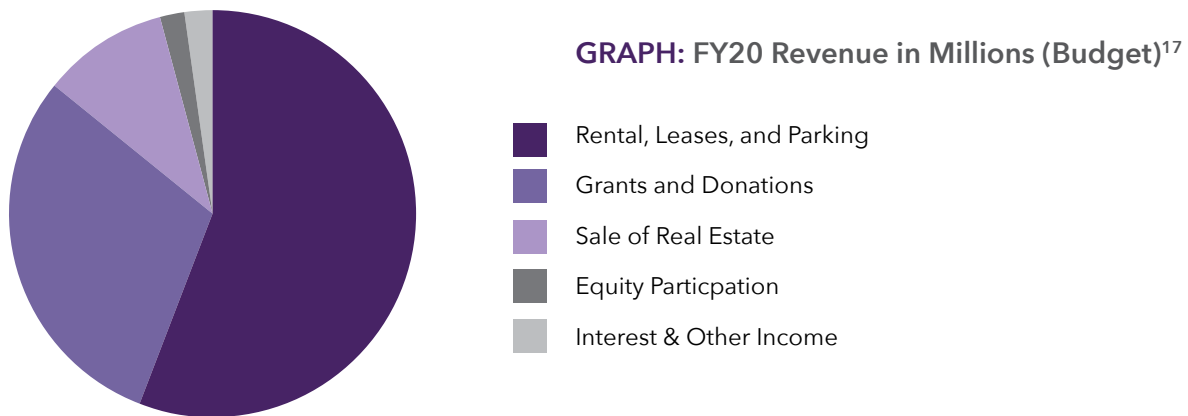 GRAPH: FY20 Revenue in Millions (Budget)17
Rental, Leases, and Parking
Grants and Donations
Sale of Real Estate
Equity Particpation
Interest & Other Income